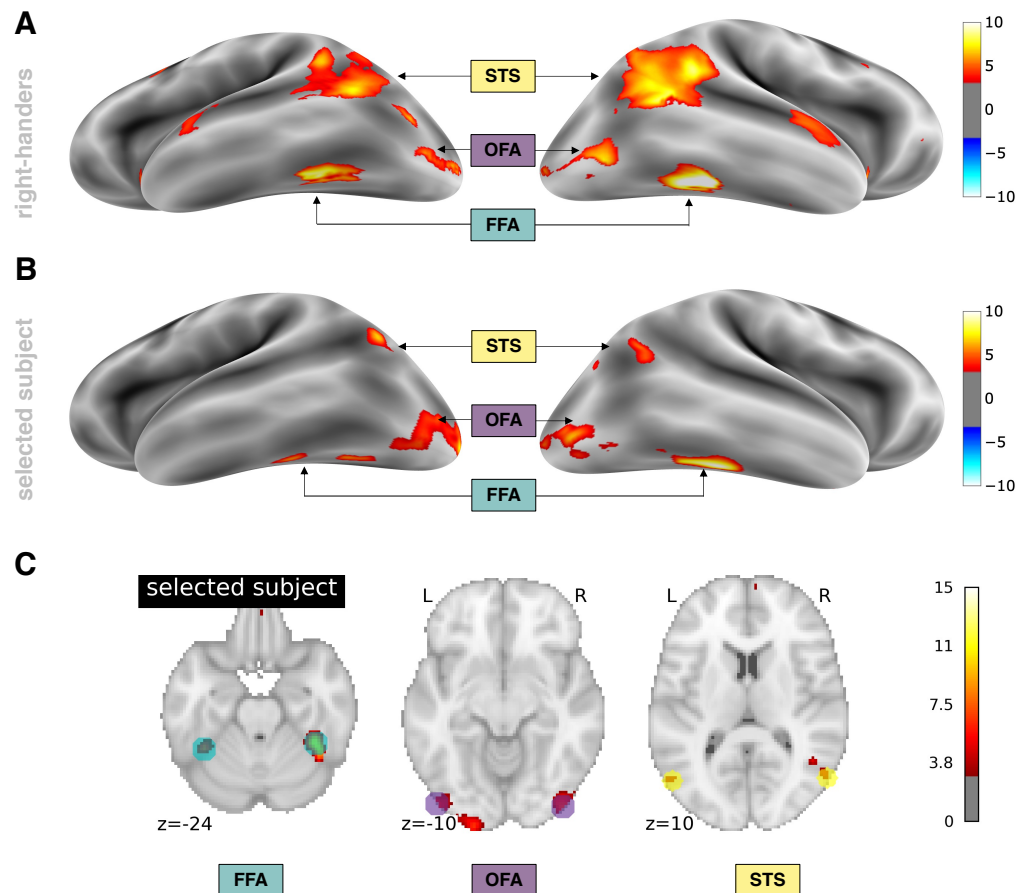 A
right-handers
STS
OFA
FFA
10
5
0
−5
−10
B
selected subject
STS
OFA
FFA
10
5
0
−5
−10
C
selected subject
L
R
L
R
z=-24
z=-10
z=10
15
11
7.5
3.8
0
FFA
OFA
STS